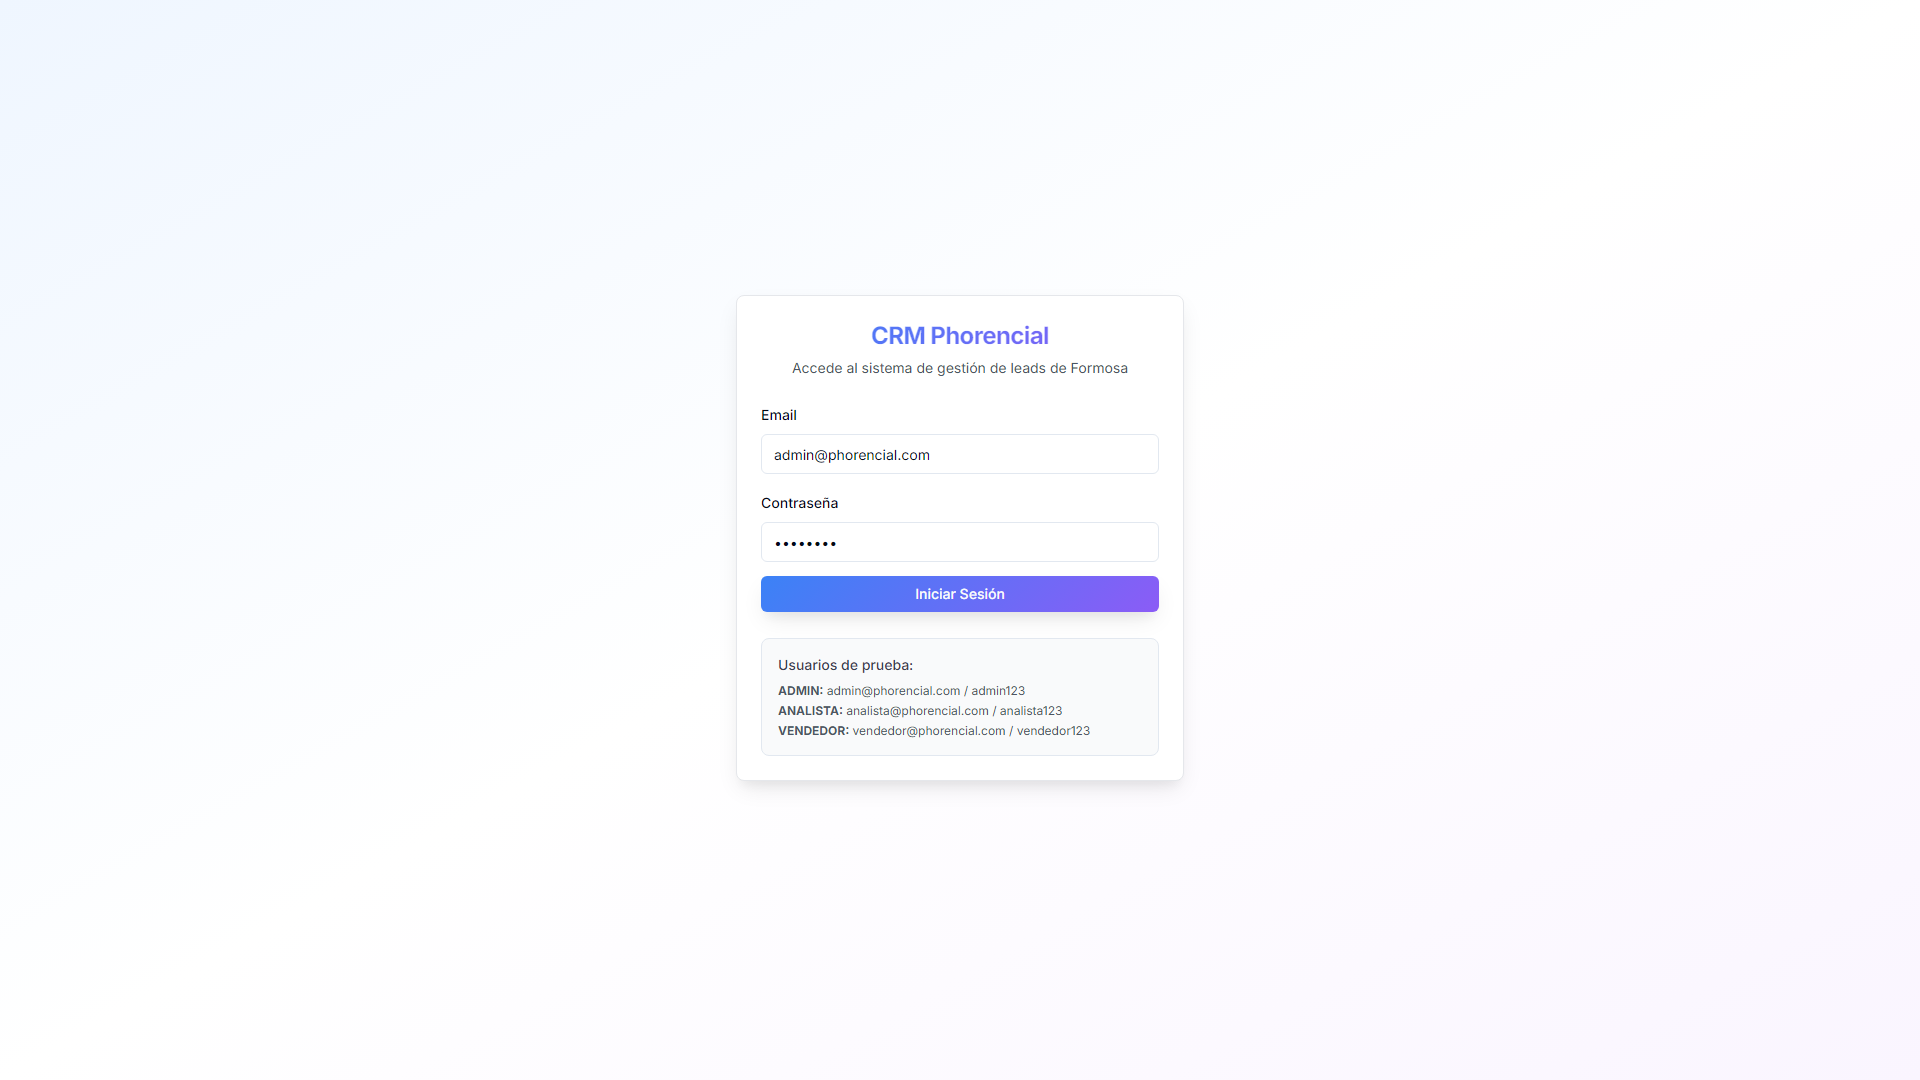 CRM Phorencial
Accede al sistema de gestión de leads de Formosa
Email
admin@phorencial.com
Contraseña
••••••••
Iniciar Sesión
Usuarios de prueba:
ADMIN: admin@phorencial.com / admin123
ANALISTA: analista@phorencial.com / analista123
VENDEDOR: vendedor@phorencial.com / vendedor123